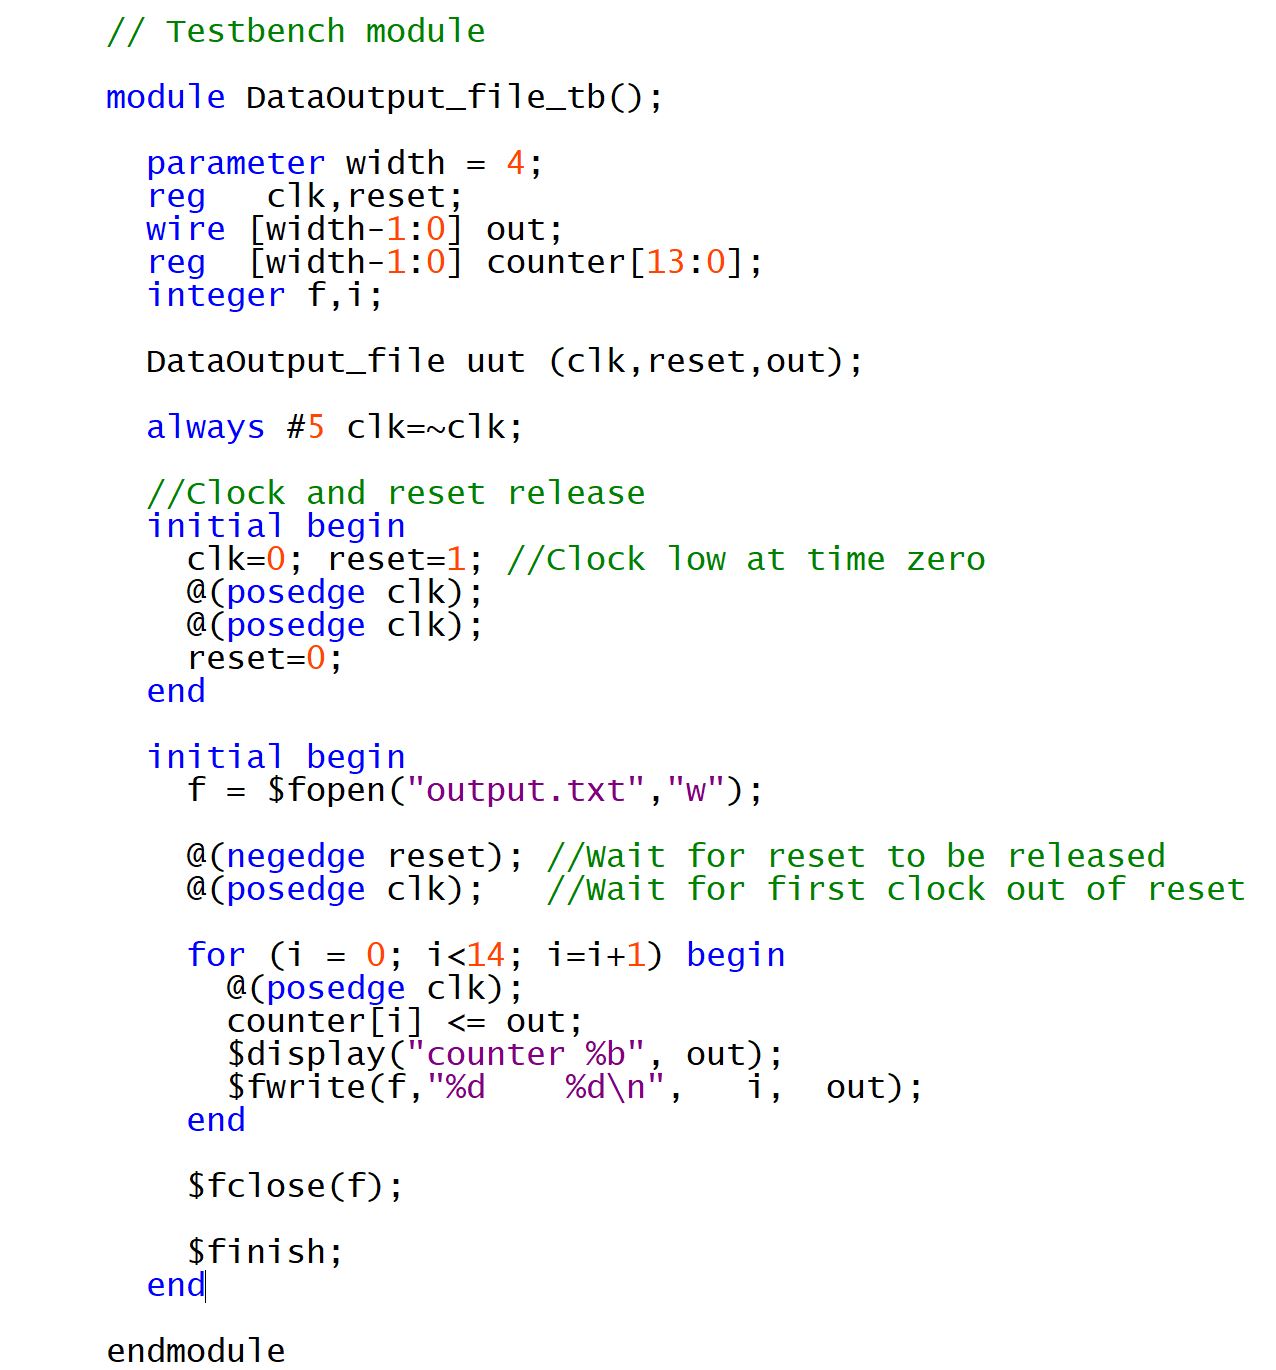 // Testbench module
module DataOutput_file_tb();
parameter width = 4;
reg   clk,reset;
wire [width-1:0] out;
reg  [width-1:0] counter[13:0];
integer f,i;
DataOutput_file uut (clk,reset,out);
always #5 clk=~clk;
//Clock and reset release
initial begin
clk=0; reset=1; //Clock low at time zero
@(posedge clk);
@(posedge clk);
reset=0;
end
initial begin
f = $fopen("output.txt","w");
@(negedge reset); //Wait for reset to be released
@(posedge clk);   //Wait for first clock out of reset
for (i = 0; i<14; i=i+1) begin
@(posedge clk);
counter[i] <= out;
$display("counter %b", out);
$fwrite(f,"%d    %d\n",   i,  out);
end
$fclose(f);
$finish;
end
endmodule